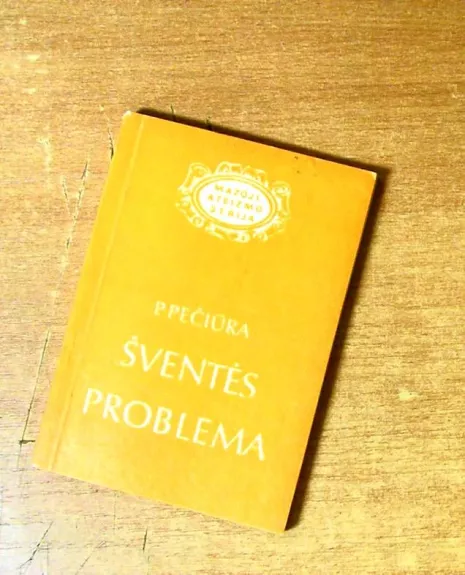 MAŽOJI
ATEIZMO
SERIJA
P. PEČIŪRA
ŠVENTĖS
PROBLEMA